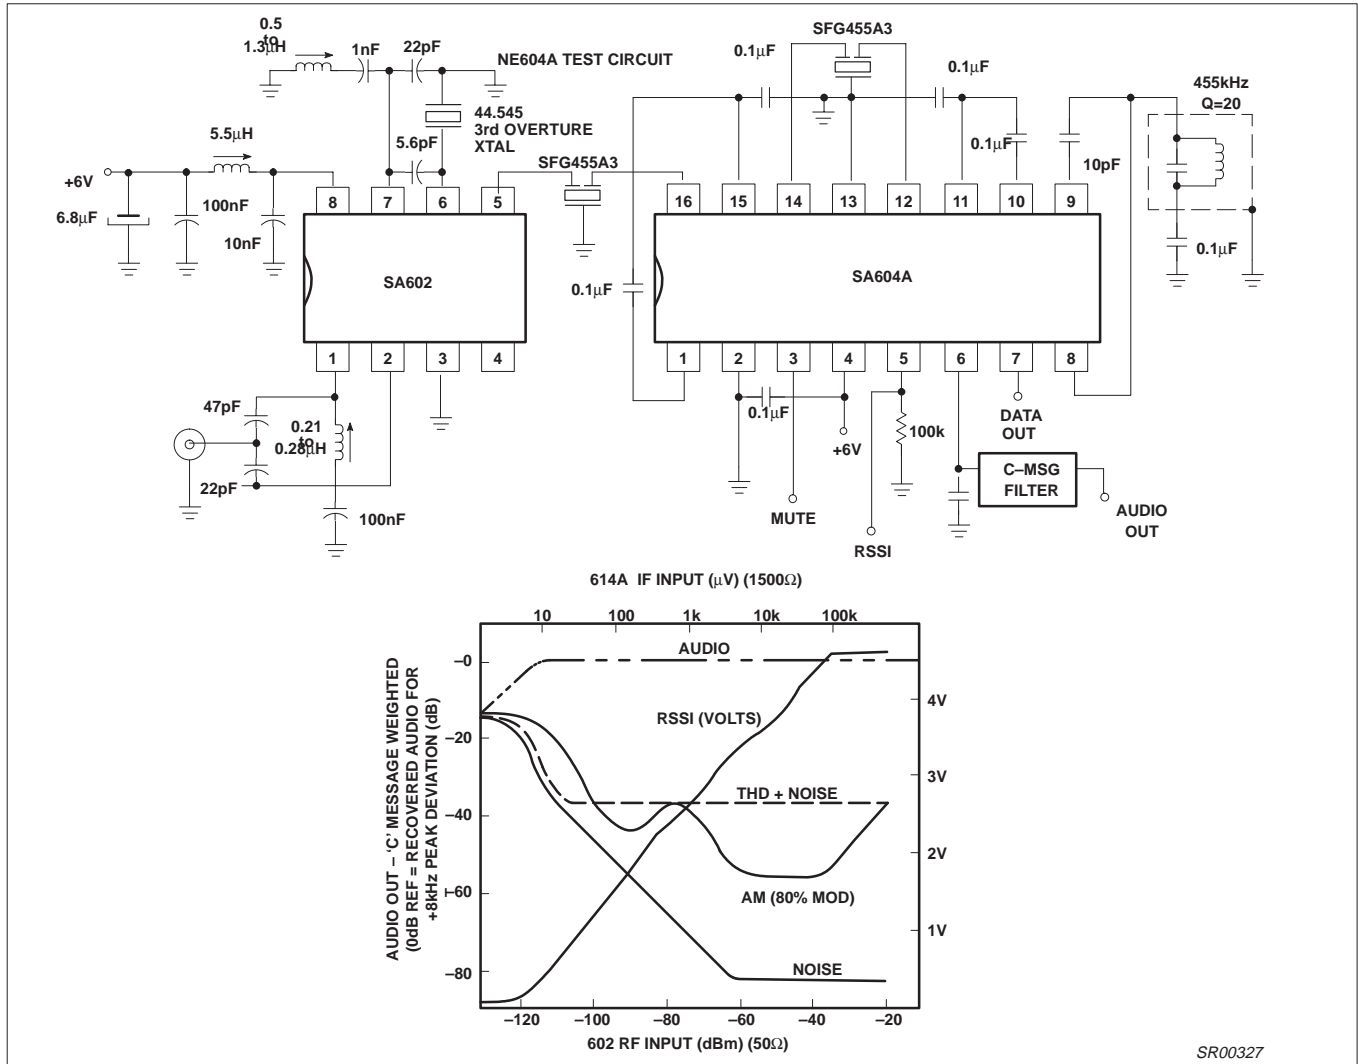 0.5
to
1.3μH
1nF
22pF
NE604A TEST CIRCUIT
44.545
3rd OVERTURE
XTAL
5.6pF
5.5μH
+6V
6.8μF
100nF
10nF
SFG455A3
8
7
6
5
SA602
1
2
3
4
47pF
0.21
to
0.28μH
22pF
100nF
SFG455A3
0.1μF
0.1μF
0.1μF
10pF
455kHz
Q=20
0.1μF
16
15
14
13
12
11
10
9
0.1μF
SA604A
1
2
3
4
5
6
7
8
0.1μF
+6V
100k
DATA
OUT
C–MSG
FILTER
MUTE
RSSI
AUDIO
OUT
614A IF INPUT (μV) (1500Ω)
10
100
1k
10k
100k
AUDIO
RSSI (VOLTS)
THD + NOISE
AM (80% MOD)
NOISE
AUDIO OUT – ‘C’ MESSAGE WEIGHTED
(0dB REF = RECOVERED AUDIO FOR
+8kHz PEAK DEVIATION (dB)
–0
–20
–40
–60
–80
4V
3V
2V
1V
–120
–100
–80
–60
–40
–20
602 RF INPUT (dBm) (50Ω)
SR00327